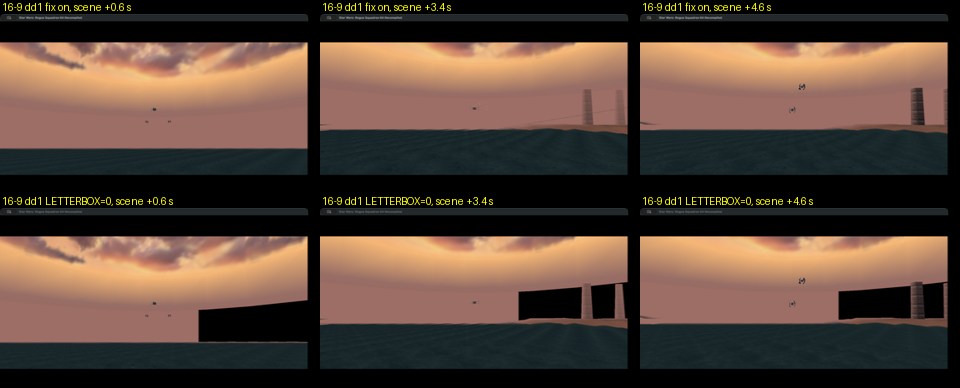 16-9 dd1 fix on, scene +0.6 s
16-9 dd1 fix on, scene +3.4 s
16-9 dd1 fix on, scene +4.6 s
16-9 dd1 LETTERBOX=0, scene +0.6 s
16-9 dd1 LETTERBOX=0, scene +3.4 s
16-9 dd1 LETTERBOX=0, scene +4.6 s